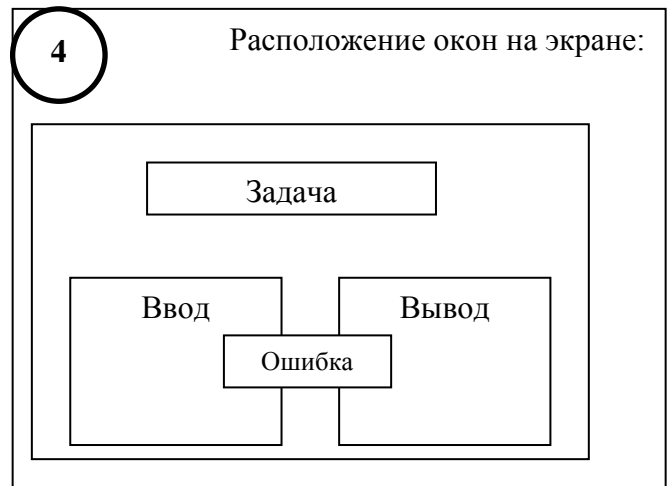 4
Расположение окон на экране:
Задача
Ввод
Вывод
Ошибка